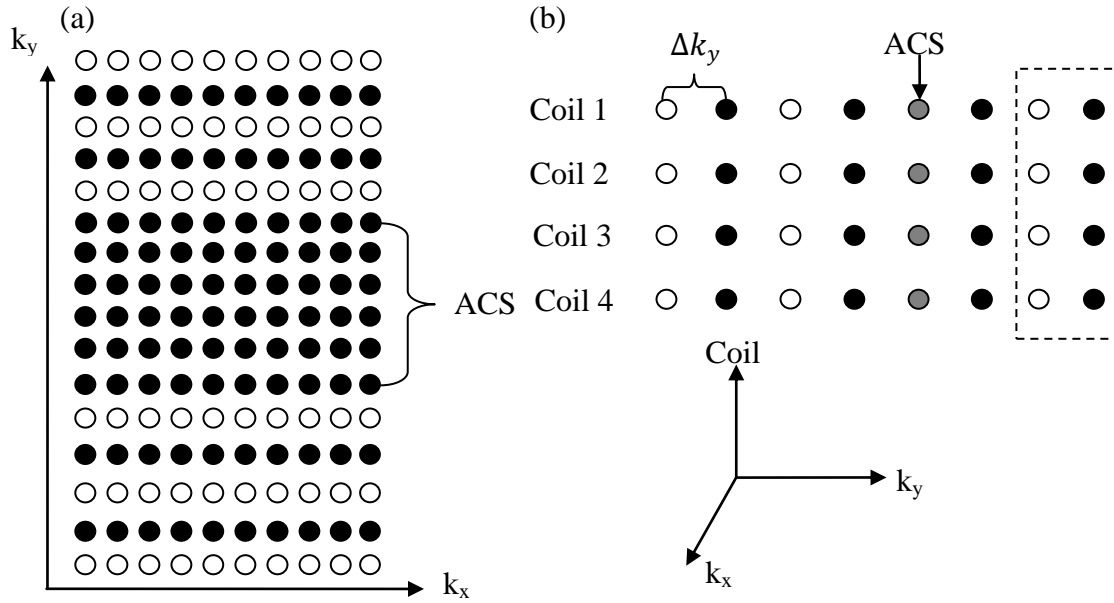 (a)
k_y
ACS
k_x
(b)
Δk_y
ACS
Coil 1
Coil 2
Coil 3
Coil 4
Coil
k_y
k_x